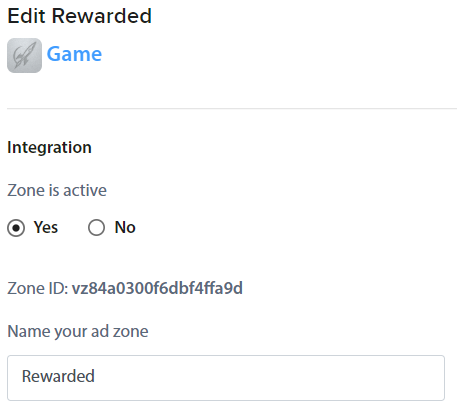 Edit Rewarded
Game
Integration
Zone is active
Yes No
Zone ID: vz84a0300f6dbf4ffa9d
Name your ad zone
Rewarded